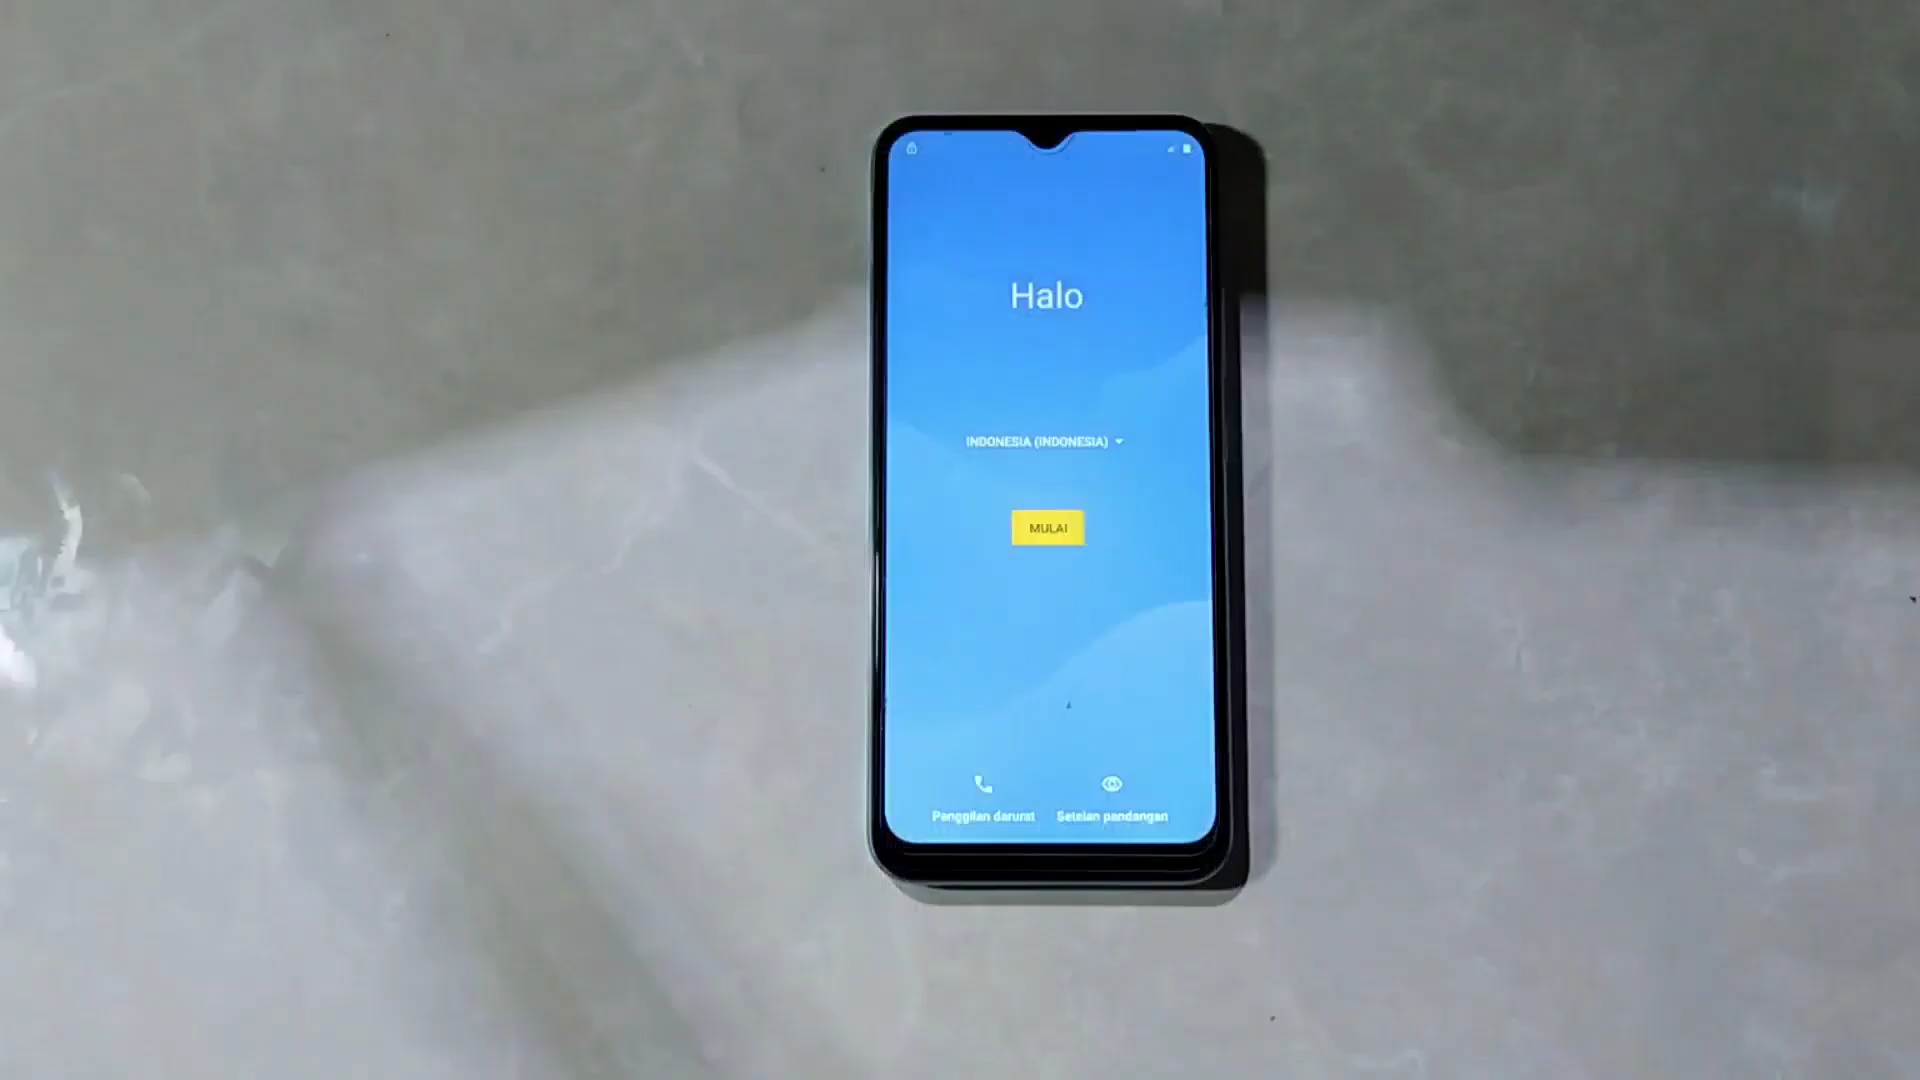 Halo
INDONESIA (INDONESIA)
MULAI
Panggilan darurat
Setelan pandangan